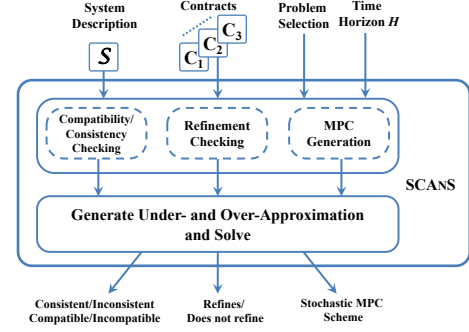 System
Description
Contracts
Problem
Selection
Time
Horizon H
S
C1
C2
C3
Compatibility/
Consistency
Checking
Refinement
Checking
MPC
Generation
SCANS
Generate Under- and Over-Approximation
and Solve
Consistent/Inconsistent
Compatible/Incompatible
Refines/
Does not refine
Stochastic MPC
Scheme